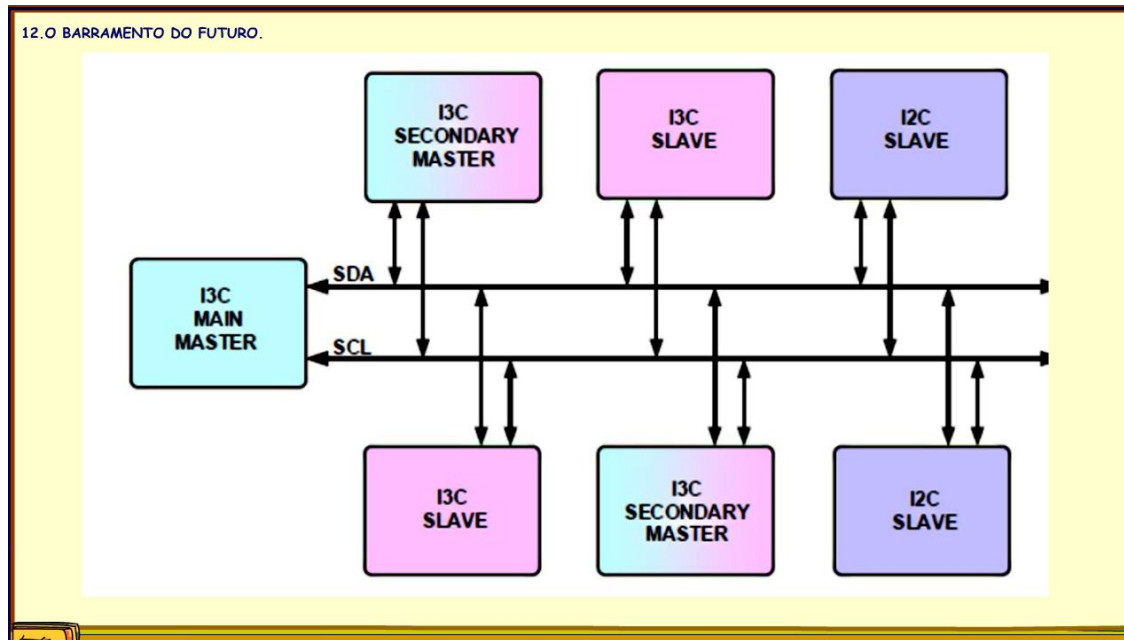 12.O BARRAMENTO DO FUTURO.
I3C
SECONDARY
MASTER
I3C
SLAVE
I2C
SLAVE
I3C
MAIN
MASTER
SDA
SCL
I3C
SLAVE
I3C
SECONDARY
MASTER
I2C
SLAVE